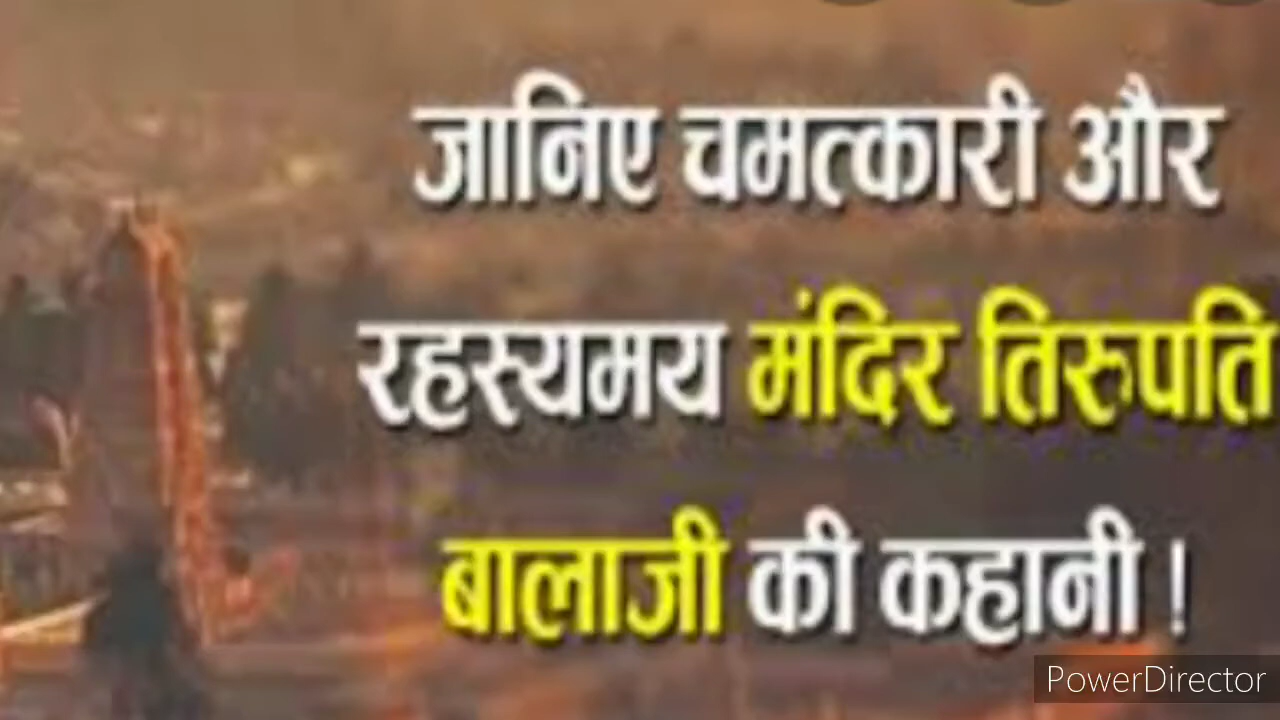 जानिए चमत्कारी और
रहस्यमय मंदिर तिरुपति
बालाजी की कहानी !
PowerDirector